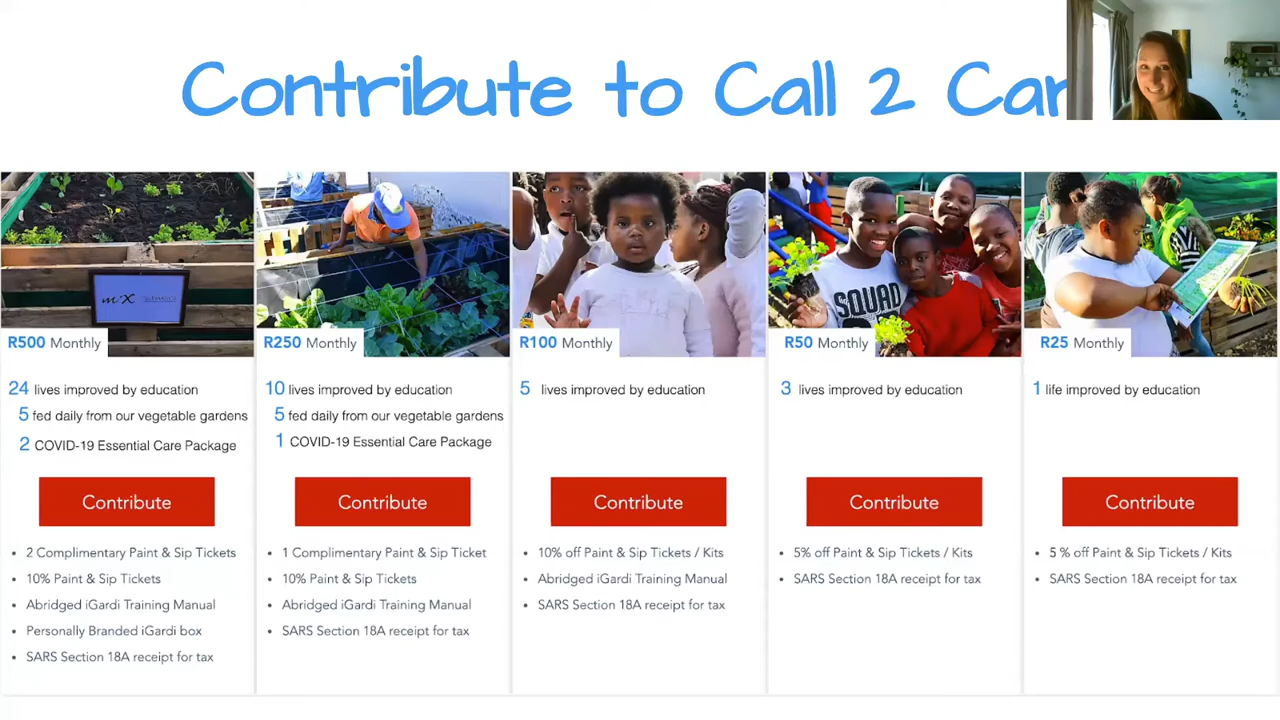 Contribute to Call 2 Car
R500 Monthly
24 lives improved by education
5 fed daily from our vegetable gardens
2 COVID-19 Essential Care Package
Contribute
• 2 Complimentary Paint & Sip Tickets
• 10% Paint & Sip Tickets
• Abridged iGardi Training Manual
• Personally Branded iGardi box
• SARS Section 18A receipt for tax
R250 Monthly
10 lives improved by education
5 fed daily from our vegetable gardens
1 COVID-19 Essential Care Package
Contribute
• 1 Complimentary Paint & Sip Ticket
• 10% Paint & Sip Tickets
• Abridged iGardi Training Manual
• SARS Section 18A receipt for tax
R100 Monthly
5 lives improved by education
Contribute
• 10% off Paint & Sip Tickets / Kits
• Abridged iGardi Training Manual
• SARS Section 18A receipt for tax
SQUAD
R50 Monthly
3 lives improved by education
Contribute
• 5% off Paint & Sip Tickets / Kits
• SARS Section 18A receipt for tax
R25 Monthly
1 life improved by education
Contribute
• 5 % off Paint & Sip Tickets / Kits
• SARS Section 18A receipt for tax